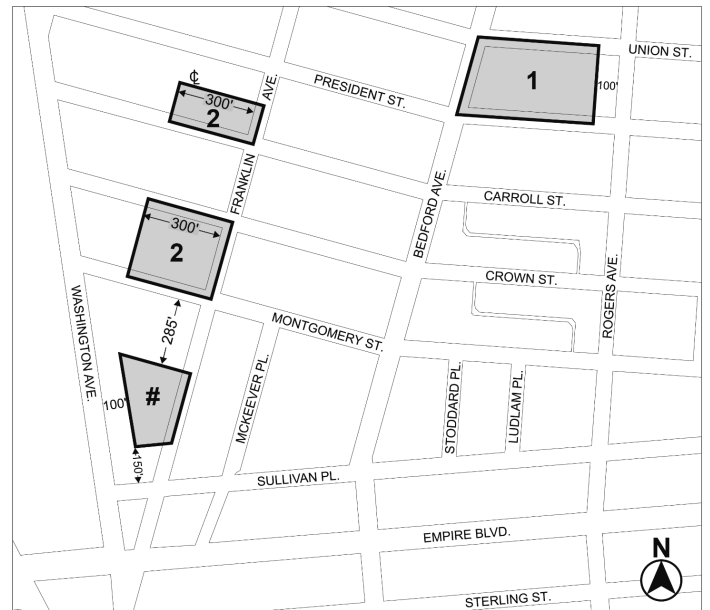 UNION ST.
1
100'
℄
300'
2
AVE.
PRESIDENT ST.
FRANKLIN
CARROLL ST.
BEDFORD AVE.
300'
2
CROWN ST.
ROGERS AVE.
WASHINGTON AVE.
285'
MONTGOMERY ST.
100'
#
MCKEEVER PL.
STODDARD PL.
LUDLAM PL.
150'
SULLIVAN PL.
EMPIRE BLVD.
N
STERLING ST.